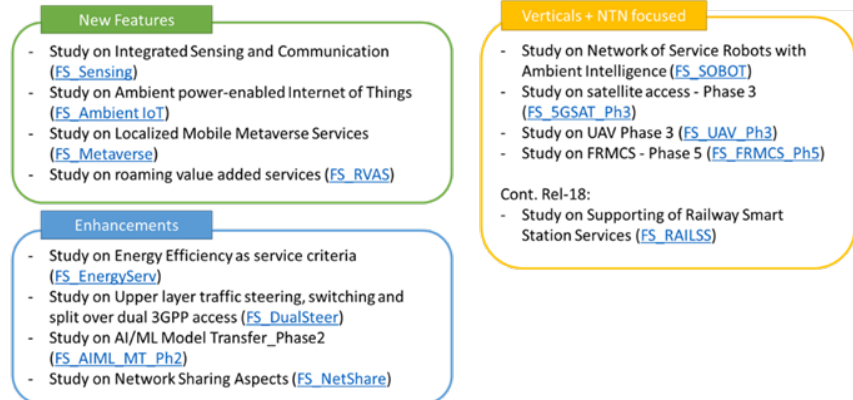 New Features
- Study on Integrated Sensing and Communication
(FS_Sensing)
- Study on Ambient power-enabled Internet of Things
(FS_Ambient IoT)
- Study on Localized Mobile Metaverse Services
(FS_Metaverse)
- Study on roaming value added services (FS_RVAS)
Enhancements
- Study on Energy Efficiency as service criteria
(FS_EnergyServ)
- Study on Upper layer traffic steering, switching and
split over dual 3GPP access (FS_DualSteer)
- Study on AI/ML Model Transfer_Phase2
(FS_AIML_MT_Ph2)
- Study on Network Sharing Aspects (FS_NetShare)
Verticals + NTN focused
- Study on Network of Service Robots with
Ambient Intelligence (FS_SOBOT)
- Study on satellite access - Phase 3
(FS_5GSAT_Ph3)
- Study on UAV Phase 3 (FS_UAV_Ph3)
- Study on FRMCS - Phase 5 (FS_FRMCS_Ph5)
Cont. Rel-18:
- Study on Supporting of Railway Smart
Station Services (FS_RAILSS)